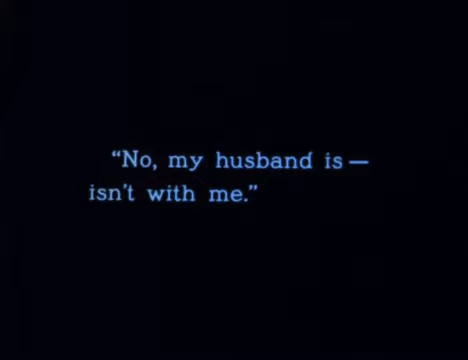 “No, my husband is—
isn't with me.”